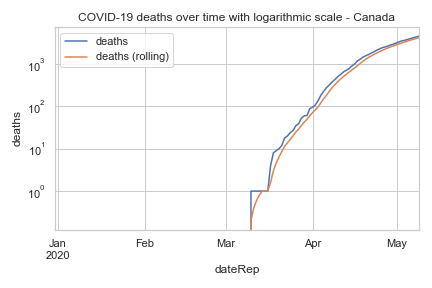 COVID-19 deaths over time with logarithmic scale - Canada
deaths
deaths (rolling)
10³
10²
10¹
10⁰
deaths
Jan Feb Mar Apr May
2020
dateRep